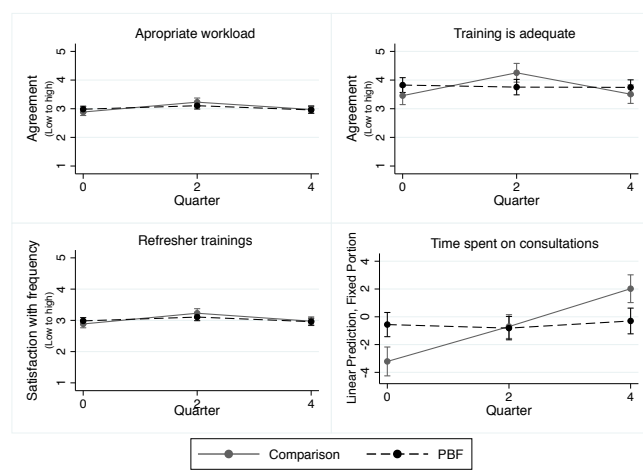 Apropriate workload
Agreement
(Low to high)
5
4
3
2
1
0
2
4
Quarter
Training is adequate
Agreement
(Low to high)
5
4
3
2
1
0
2
4
Quarter
Refresher trainings
Satisfaction with frequency
(Low to high)
5
4
3
2
1
0
2
4
Quarter
Time spent on consultations
Linear Prediction, Fixed Portion
4
2
0
-2
-4
0
2
4
Quarter
Comparison
PBF